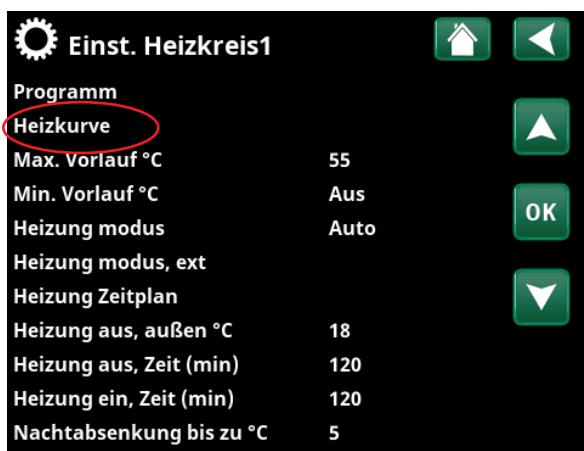 Einst. Heizkreis1
Programm
Heizkurve
Max. Vorlauf °C 55
Min. Vorlauf °C Aus
Heizung modus Auto
Heizung modus, ext
Heizung Zeitplan
Heizung aus, außen °C 18
Heizung aus, Zeit (min) 120
Heizung ein, Zeit (min) 120
Nachtabsenkung bis zu °C 5
OK